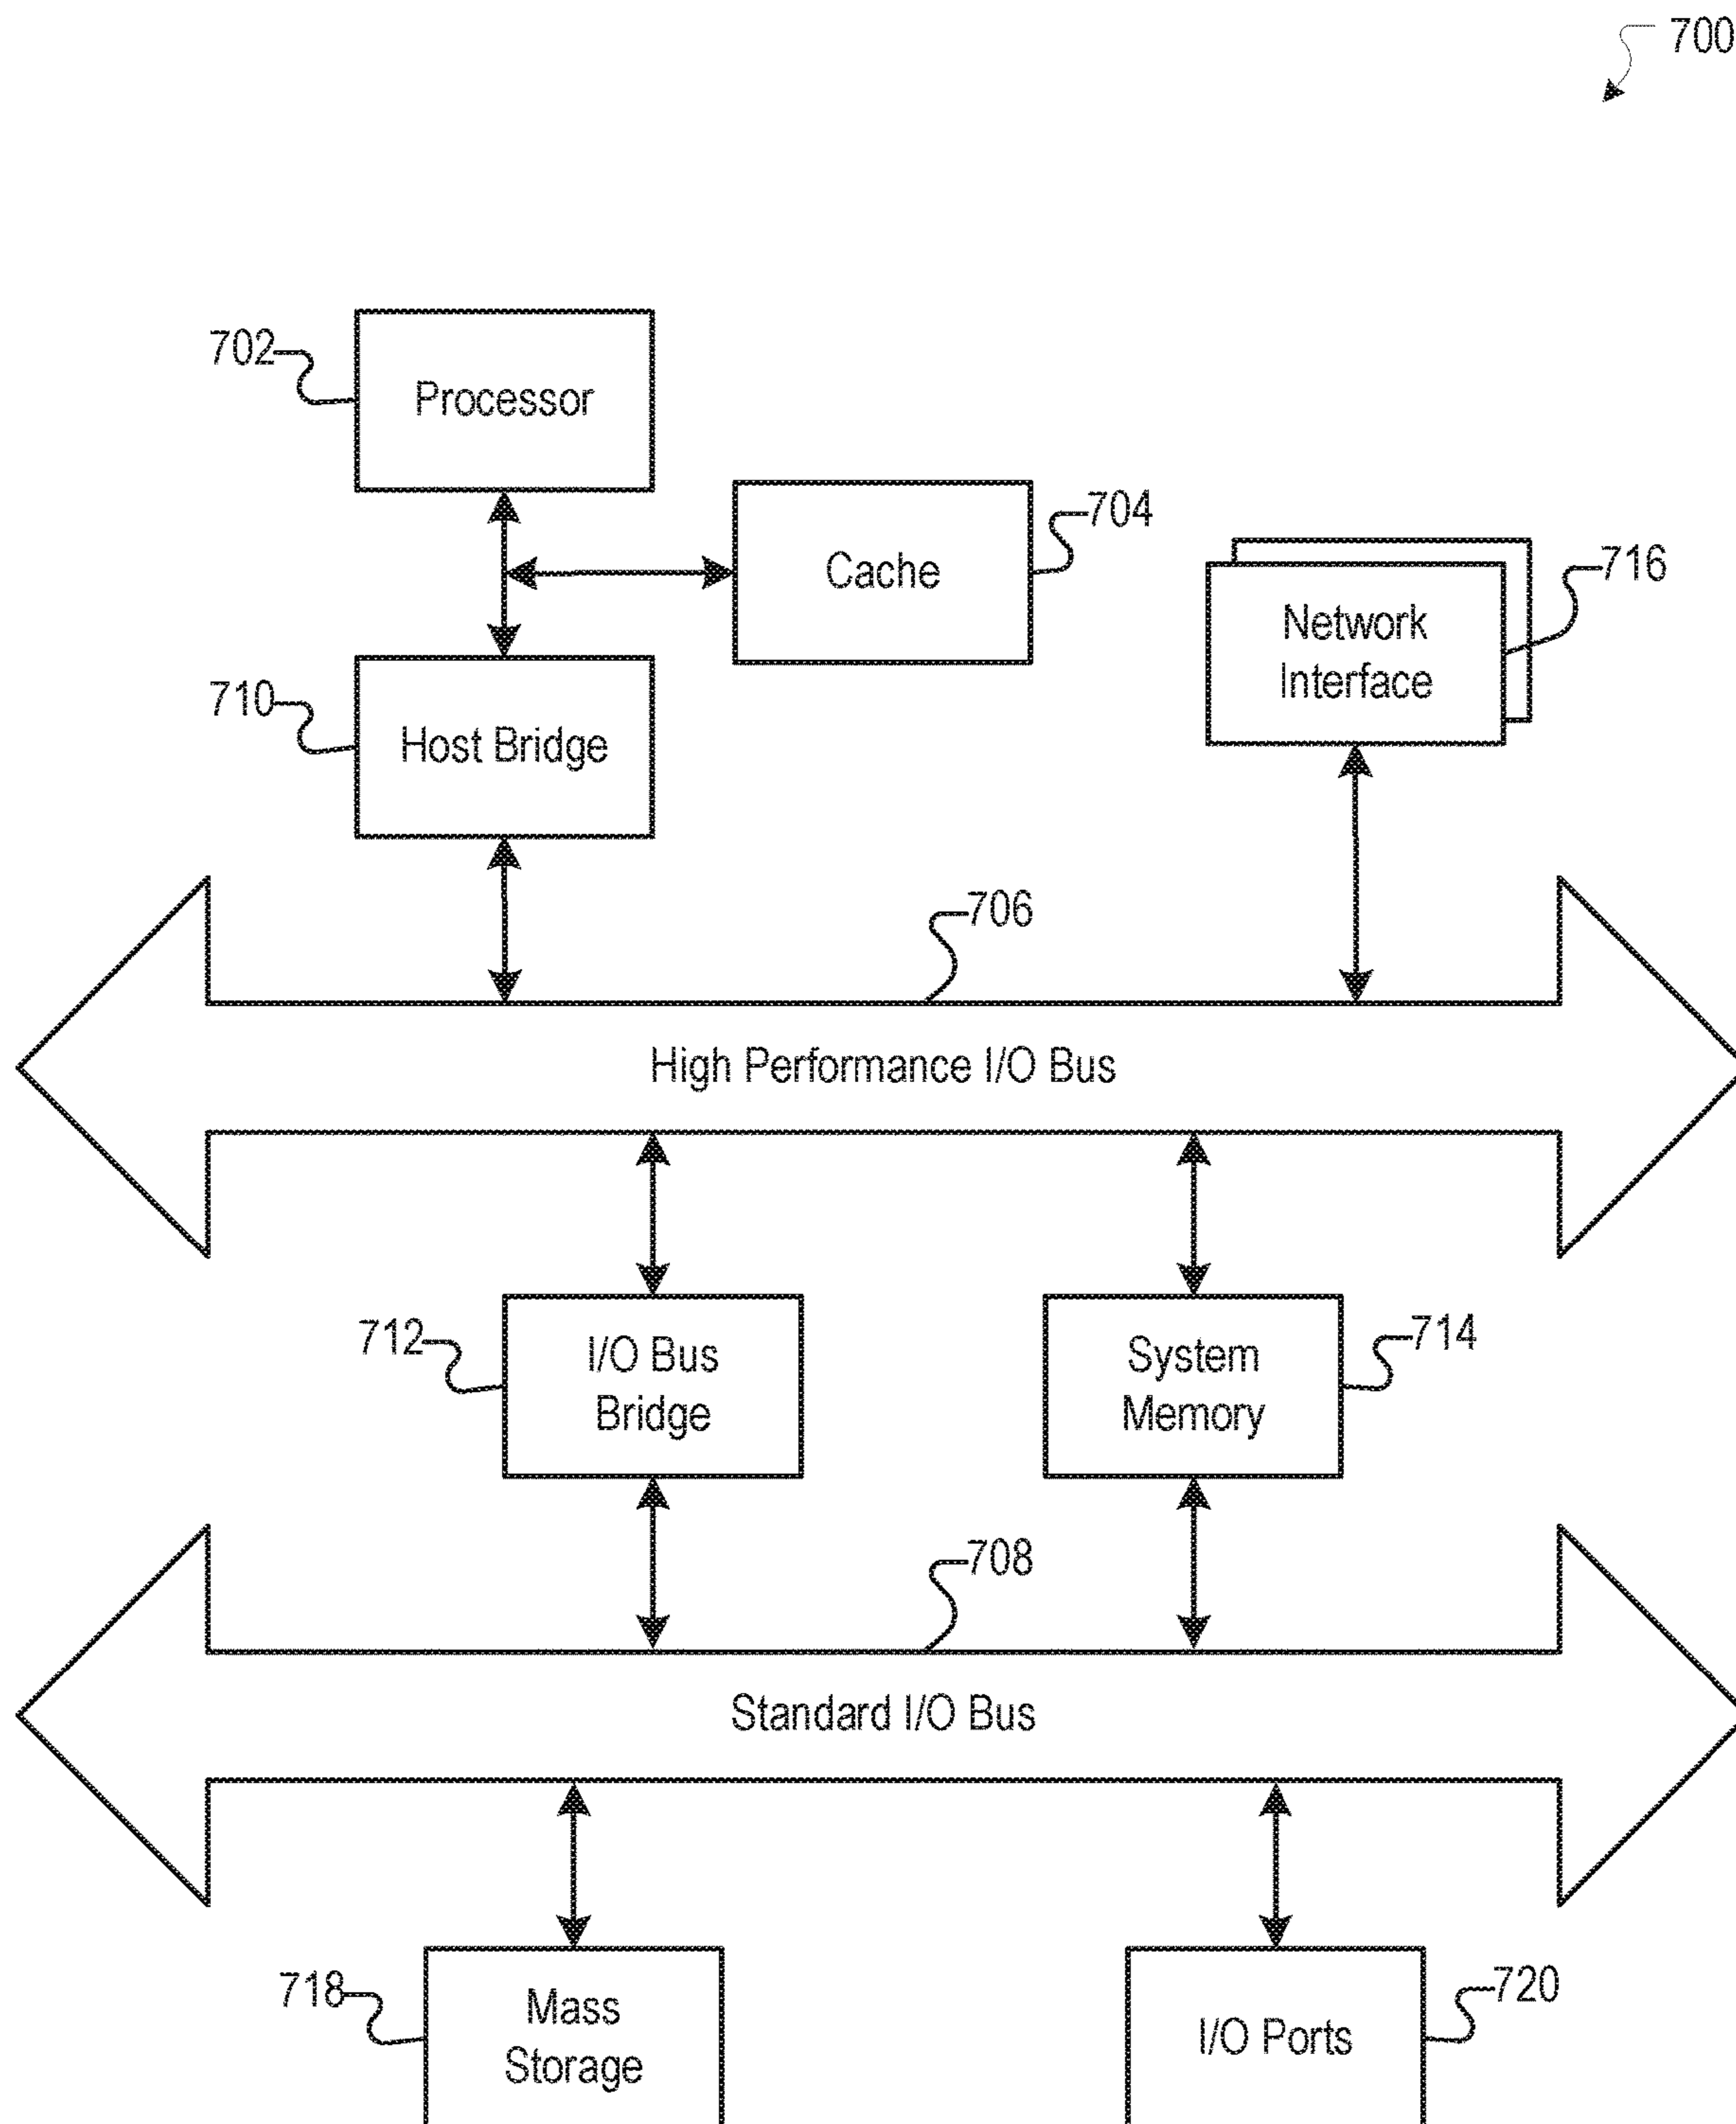 700
702
Processor
704
Cache
716
Network
Interface
710
Host Bridge
706
High Performance I/O Bus
712
I/O Bus
Bridge
System
Memory
714
708
Standard I/O Bus
718
Mass
Storage
I/O Ports
720